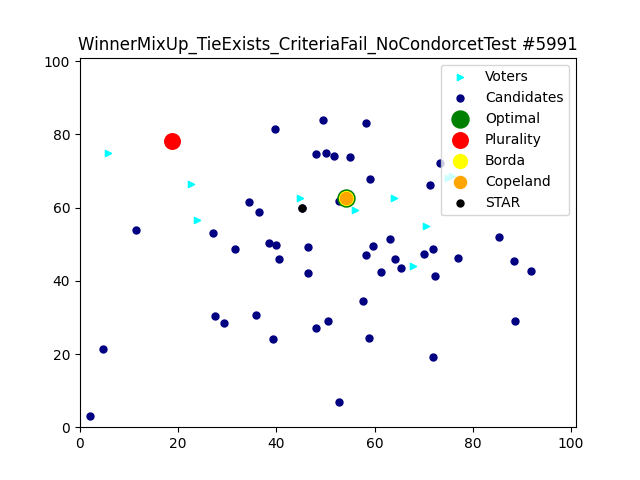 WinnerMixUp_TieExists_CriteriaFail_NoCondorcetTest #5991
100
80
60
40
20
0
0 20 40 60 80 100
Voters
Candidates
Optimal
Plurality
Borda
Copeland
STAR